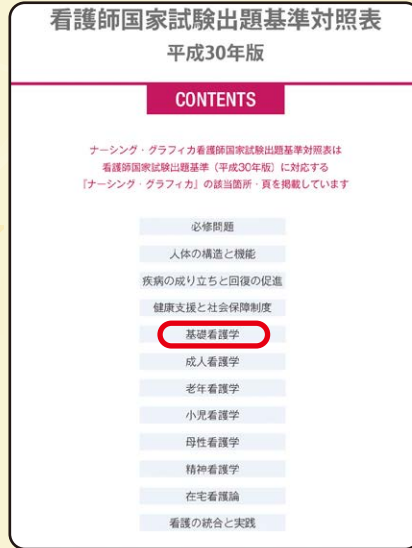 看護師国家試験出題基準対照表
平成30年版
CONTENTS
ナーシング・グラフィカ看護師国家試験出題基準対照表は
看護師国家試験出題基準（平成30年版）に対応する
『ナーシング・グラフィカ』の該当箇所・頁を掲載しています
必修問題
人体の構造と機能
疾病の成り立ちと回復の促進
健康支援と社会保障制度
基礎看護学
成人看護学
老年看護学
小児看護学
母性看護学
精神看護学
在宅看護論
看護の統合と実践